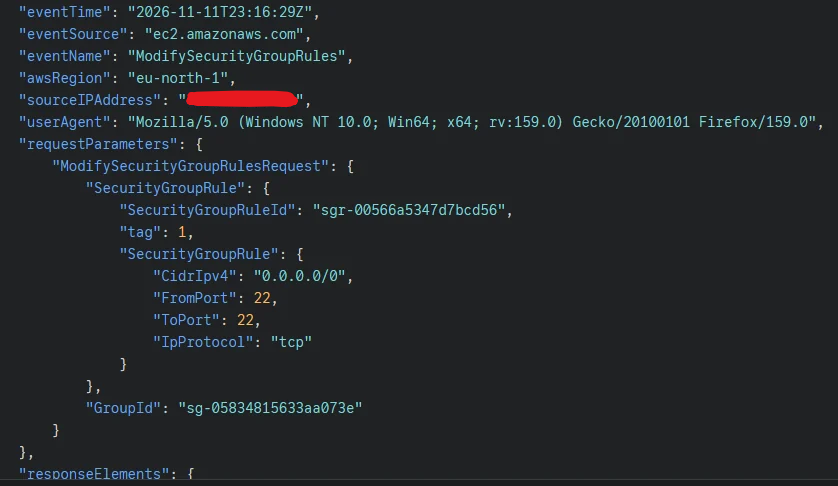 "eventTime": "2026-11-11T23:16:29Z",
"eventSource": "ec2.amazonaws.com",
"eventName": "ModifySecurityGroupRules",
"awsRegion": "eu-north-1",
"sourceIPAddress": "",
"userAgent": "Mozilla/5.0 (Windows NT 10.0; Win64; x64; rv:159.0) Gecko/20100101 Firefox/159.0",
"requestParameters": {
"ModifySecurityGroupRulesRequest": {
"SecurityGroupRule": {
"SecurityGroupRuleId": "sgr-00566a5347d7bcd56",
"tag": 1,
"SecurityGroupRule": {
"CidrIpv4": "0.0.0.0/0",
"FromPort": 22,
"ToPort": 22,
"IpProtocol": "tcp"
}
},
"GroupId": "sg-05834815633aa073e"
}
},
"responseElements": {